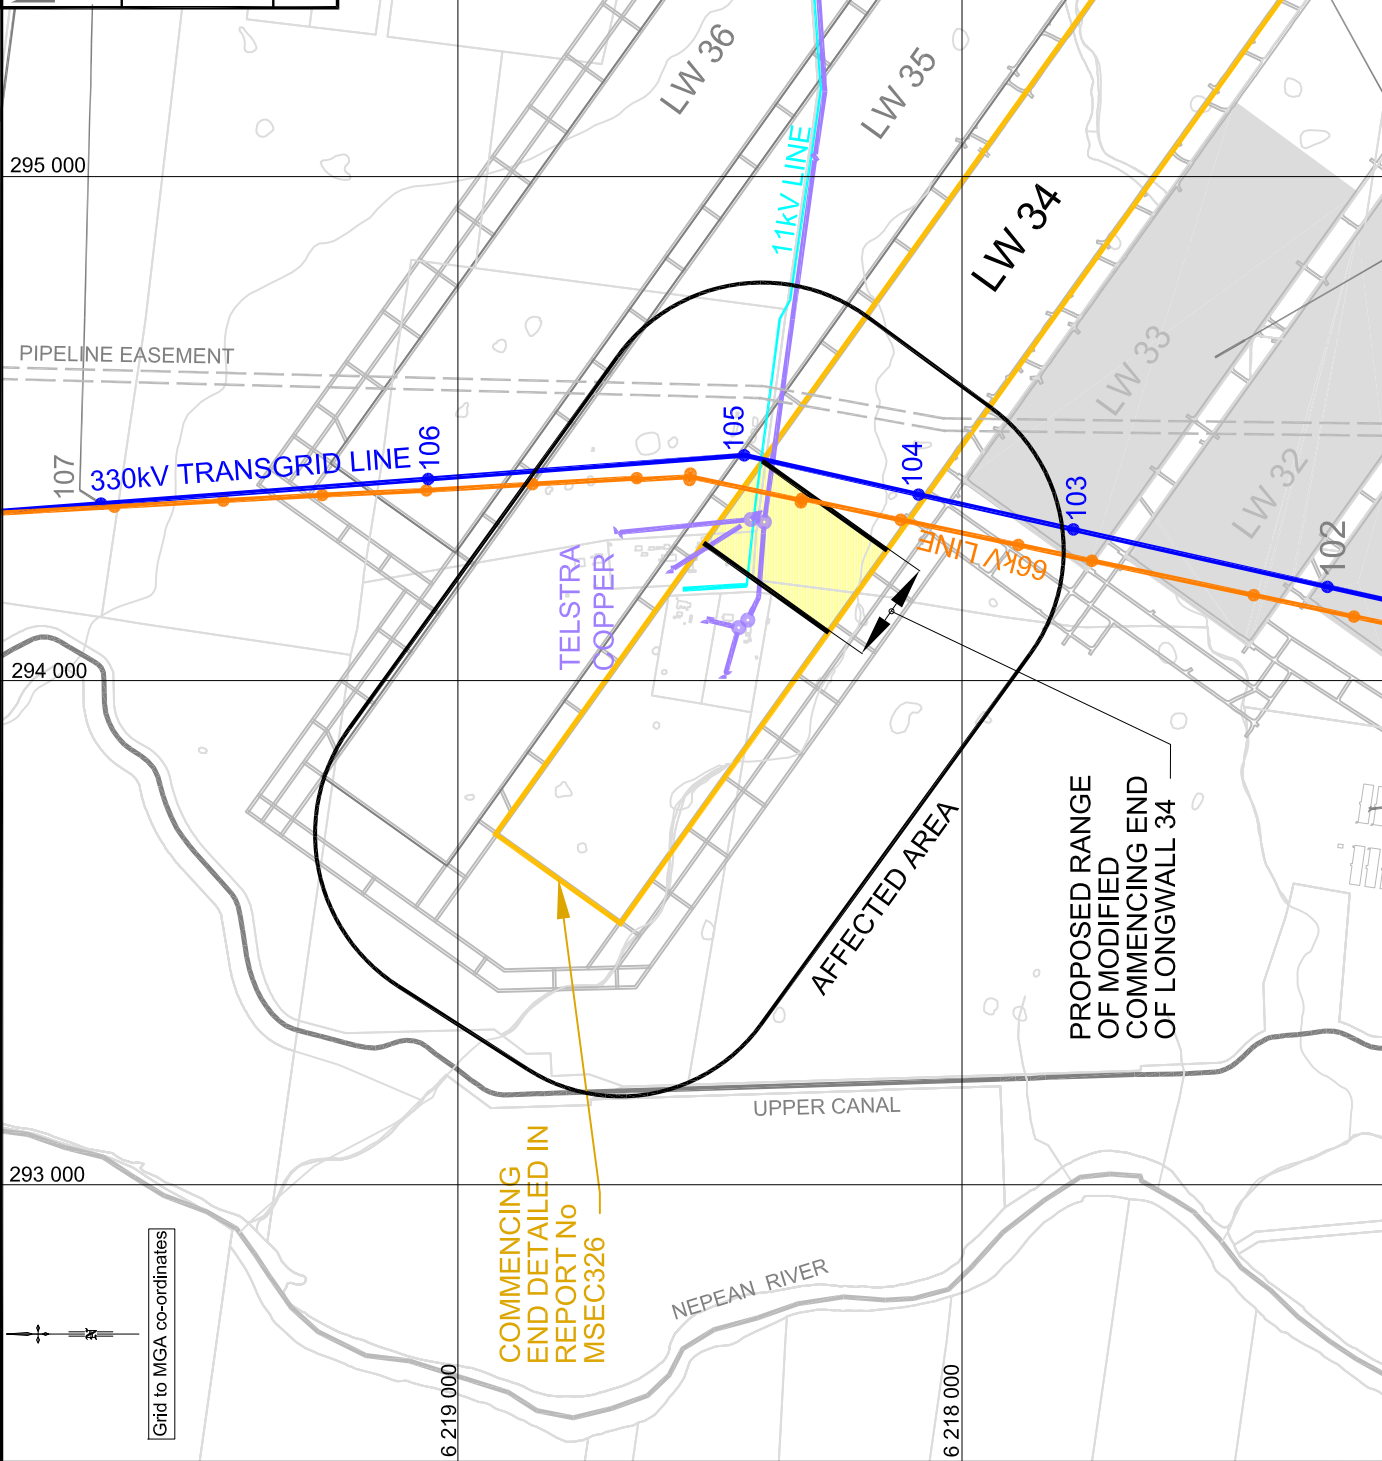 LW 36
LW 35
11kV LINE
295 000
LW 34
PIPELINE EASEMENT
LW 33
107
330kV TRANSGRID LINE
106
105
104
103
LW 32
102
66kV LINE
TELSTRA
COPPER
294 000
AFFECTED AREA
PROPOSED RANGE
OF MODIFIED
COMMENCING END
OF LONGWALL 34
UPPER CANAL
293 000
COMMENCING
END DETAILED IN
REPORT No
MSEC326
NEPEAN RIVER
N
Grid to MGA co-ordinates
6 219 000
6 218 000